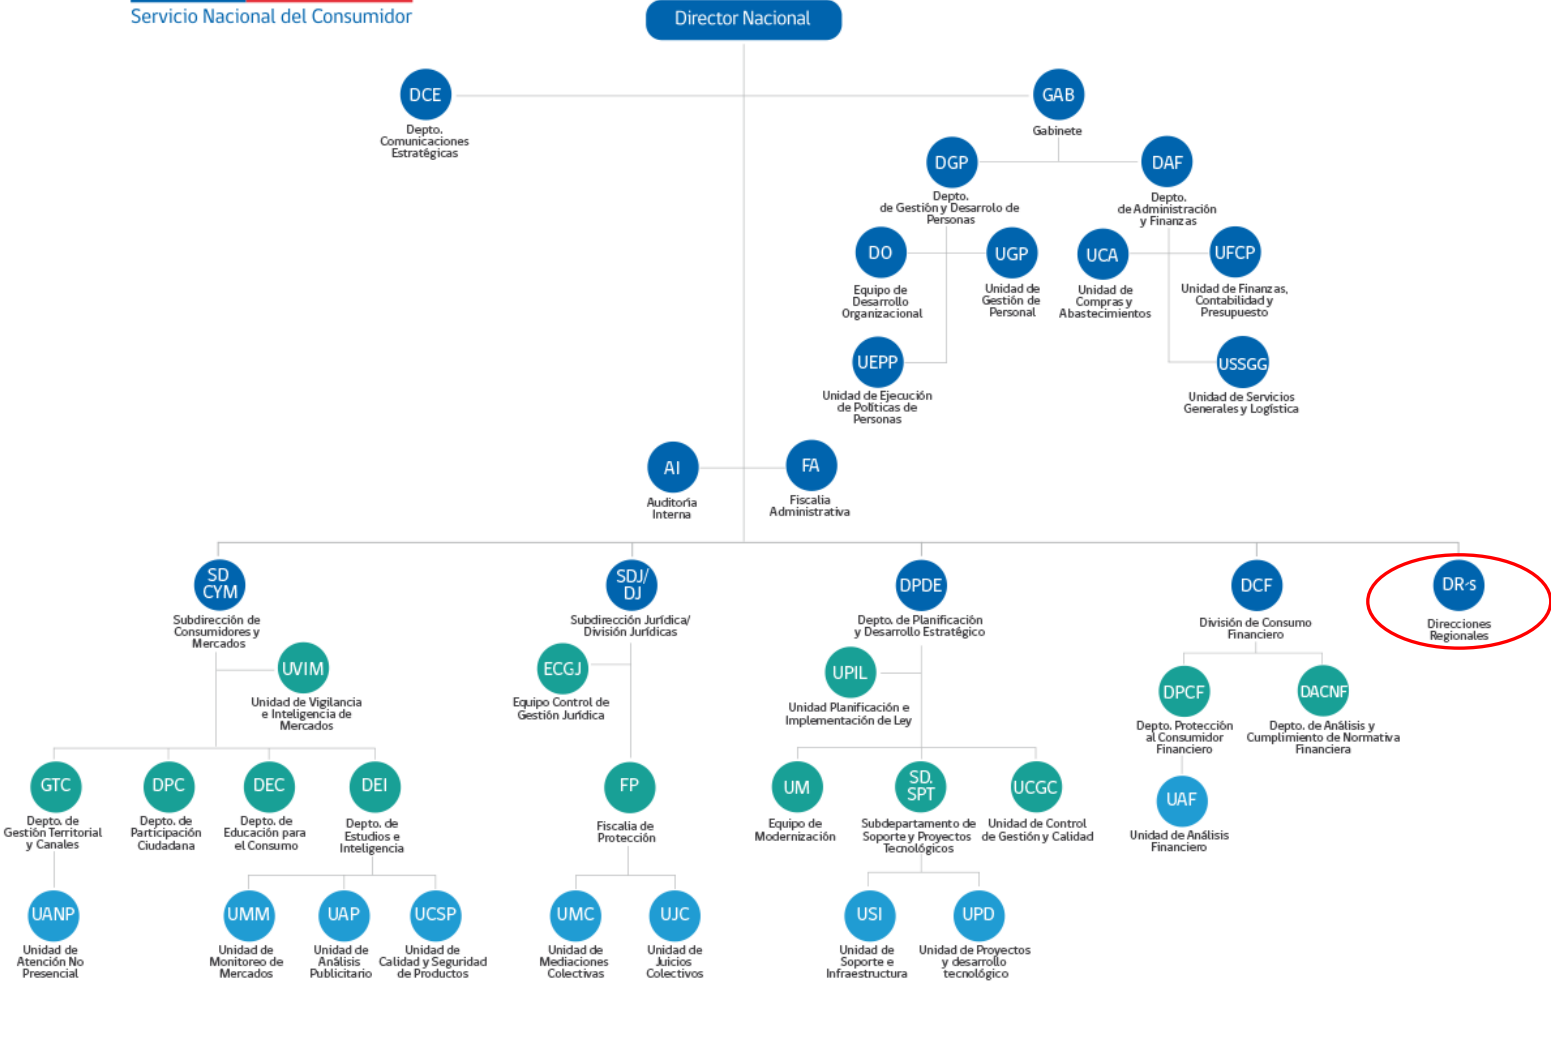 Servicio Nacional del Consumidor
Director Nacional
DCE
Depto.
Comunicaciones
Estratégicas
GAB
Gabinete
DGP
Depto.
de Gestión y Desarrolo de
Personas
DAF
Depto.
de Administración
y Finanzas
DO
Equipo de
Desarrollo
Organizacional
UGP
Unidad de
Gestión de
Personal
UCA
Unidad de
Compras y
Abastecimientos
UFCP
Unidad de Finanzas,
Contabilidad y
Presupuesto
UEPP
Unidad de Ejecución
de Políticas de
Personas
USSGG
Unidad de Servicios
Generales y Logística
AI
Auditoría
Interna
FA
Fiscalia
Administrativa
SD
CYM
Subdirección de
Consumidores y
Mercados
SDJ/
DJ
Subdirección Jurídica/
División Jurídicas
DPDE
Depto. de Planificación
y Desarrollo Estratégico
DCF
División de Consumo
Financiero
DR's
Direcciones
Regionales
UVIM
Unidad de Vigilancia
e Inteligencia de
Mercados
ECGJ
Equipo Control de
Gestión Jurídica
UPIL
Unidad Planificación e
Implementación de Ley
DPCF
Depto. Protección
al Consumidor
Financiero
DACNF
Depto. de Análisis y
Cumplimiento de Normativa
Financiera
GTC
Depto. de
Gestión Territorial
y Canales
DPC
Depto. de
Participación
Ciudadana
DEC
Depto. de
Educación para
el Consumo
DEI
Depto. de
Estudios e
Inteligencia
FP
Fiscalia de
Protección
UM
Equipo de
Modernización
SD.
SPT
Subdepartamento de
Soporte y Proyectos
Tecnológicos
UCGC
Unidad de Control
de Gestión y Calidad
UAF
Unidad de Análisis
Financiero
UANP
Unidad de
Atención No
Presencial
UMM
Unidad de
Monitoreo de
Mercados
UAP
Unidad de
Análisis
Publicitario
UCSP
Unidad de
Calidad y Seguridad
de Productos
UMC
Unidad de
Mediaciones
Colectivas
UJC
Unidad de
Juicios
Colectivos
USI
Unidad de
Soporte e
Infraestructura
UPD
Unidad de Proyectos
y desarrollo
tecnológico